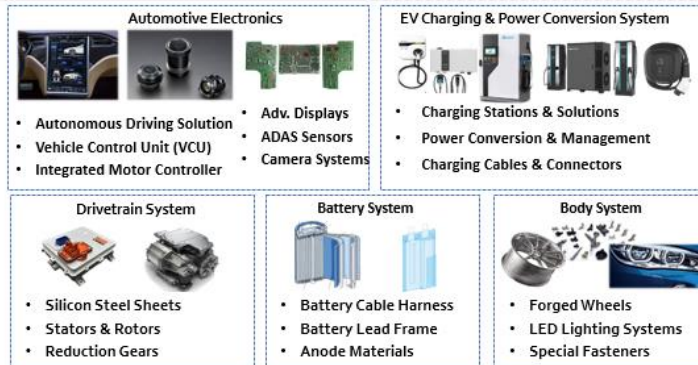 Automotive Electronics
• Autonomous Driving Solution
• Vehicle Control Unit (VCU)
• Integrated Motor Controller
• Adv. Displays
• ADAS Sensors
• Camera Systems
EV Charging & Power Conversion System
• Charging Stations & Solutions
• Power Conversion & Management
• Charging Cables & Connectors
Drivetrain System
• Silicon Steel Sheets
• Stators & Rotors
• Reduction Gears
Battery System
• Battery Cable Harness
• Battery Lead Frame
• Anode Materials
Body System
• Forged Wheels
• LED Lighting Systems
• Special Fasteners